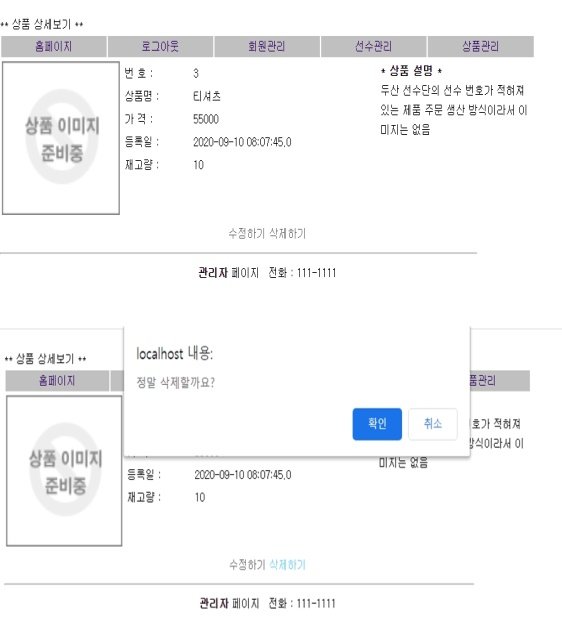 ** 상품 상세보기 **
홈페이지 로그아웃 회원관리 선수관리 상품관리
상품 이미지
준비중
번 호 : 3
상품명 : 티셔츠
가 격 : 55000
등록일 : 2020-09-10 08:07:45.0
재고량 : 10
* 상품 설명 *
두산 선수단의 선수 번호가 적혀져
있는 제품 주문 생산 방식이라서 이
미지는 없음
수정하기 삭제하기
관리자 페이지 전화 : 111-1111
** 상품 상세보기 **
홈페이지 품관리
localhost 내용:
정말 삭제할까요?
확인 취소
상품 이미지
준비중
등록일 : 2020-09-10 08:07:45.0
재고량 : 10
호가 적혀져
방식이라서 이
미지는 없음
수정하기 삭제하기
관리자 페이지 전화 : 111-1111